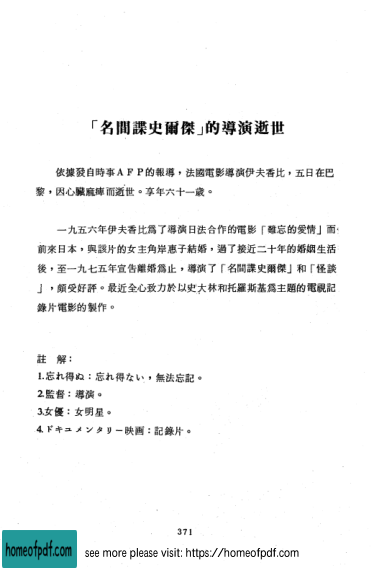 「名間諜史爾傑」的導演逝世
依據發自時事AFP的報導，法國電影導演伊夫香比，五日在巴
黎，因心臟痲痺而逝世。享年六十一歲。
一九五六年伊夫香比爲了導演日法合作的電影「難忘的愛情」而
前來日本，與該片的女主角岸惠子結婚，過了接近二十年的婚姻生活
後，至一九七五年宣告離婚爲止，導演了「名間諜史爾傑」和「怪談
」，頗受好評。最近全心致力於以史大林和托羅斯基爲主題的電視記
錄片電影的製作。
註　解：
1.忘れ得ぬ：忘れ得ない，無法忘記。
2.監督：導演。
3.女優：女明星。
4.ドキュメンタリー映画：記錄片。
371
homeofpdf.com
see more please visit: https://homeofpdf.com